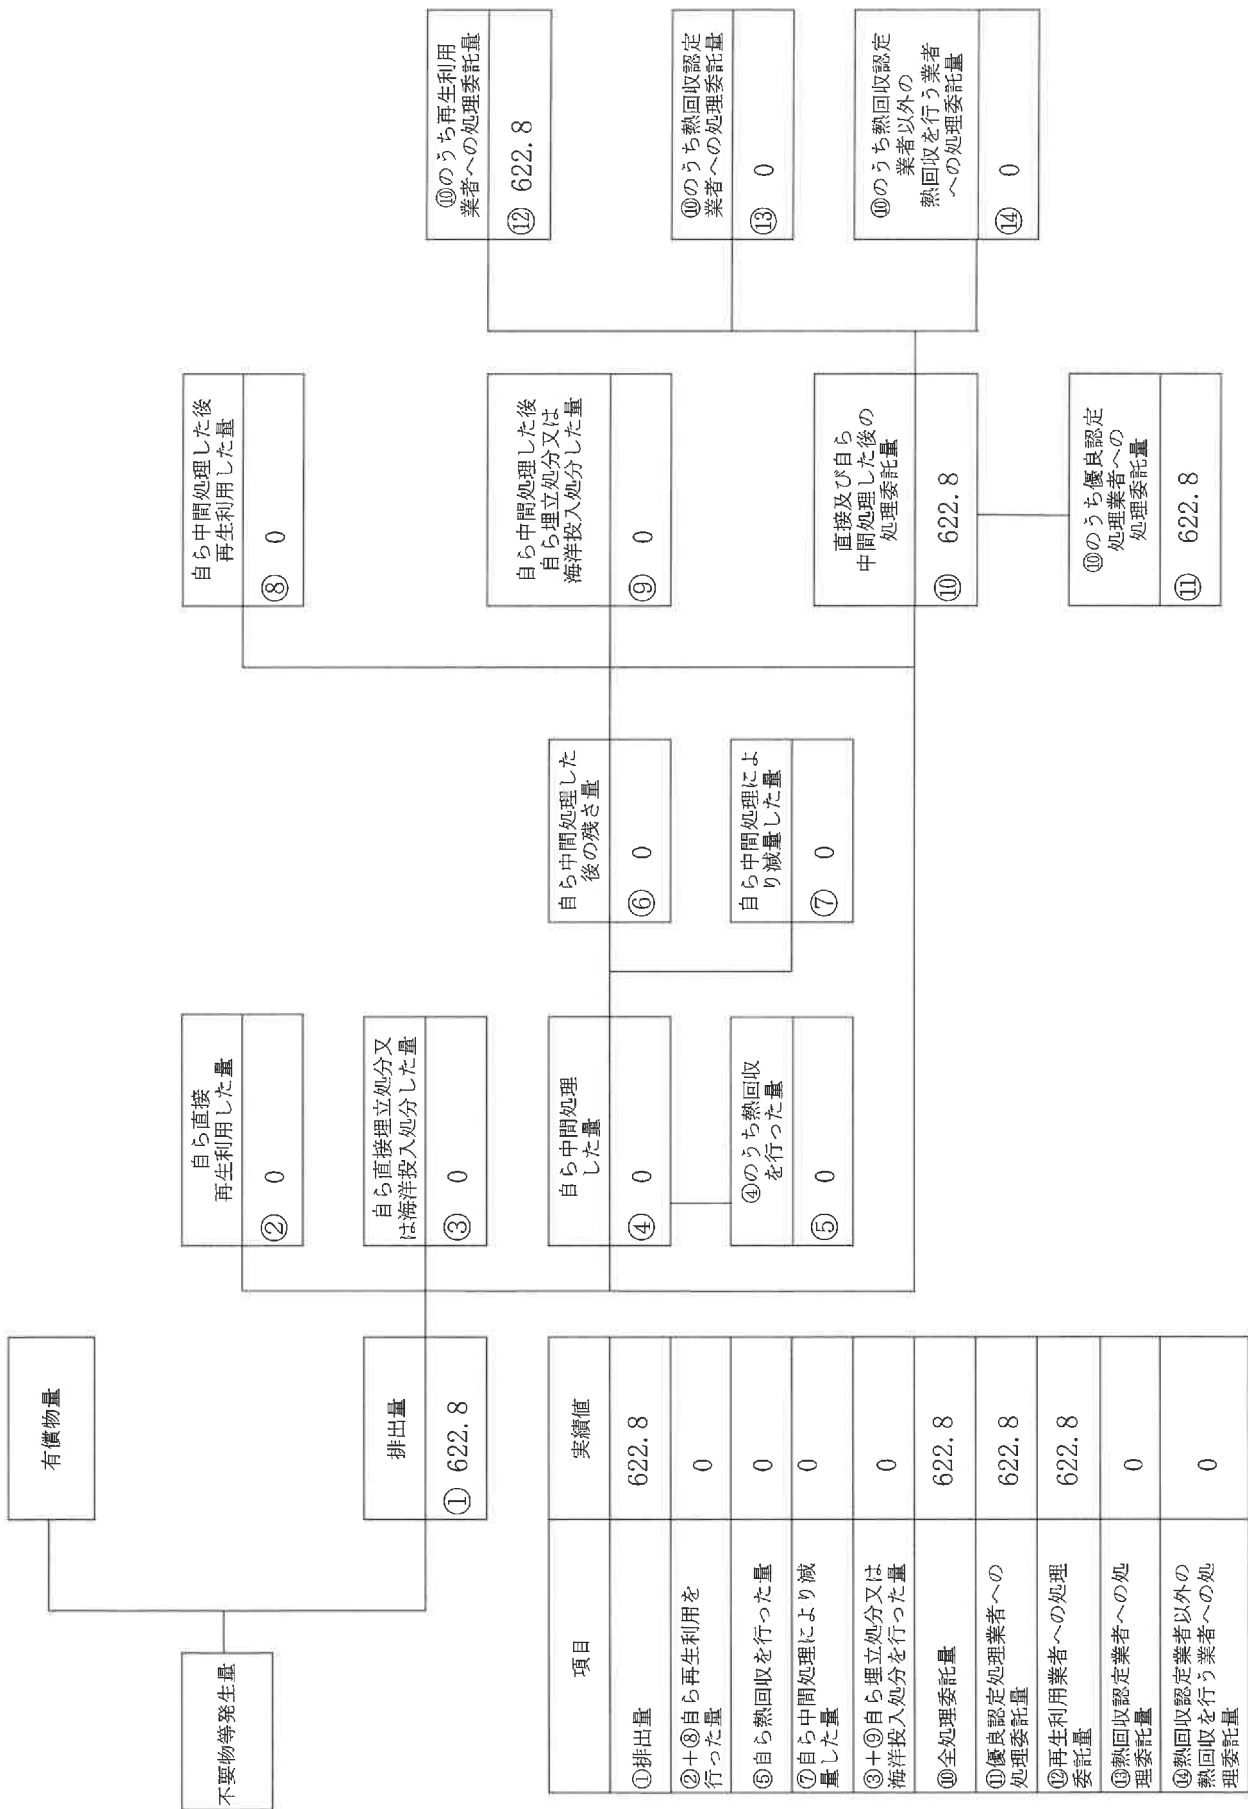 不要物等発生量
有償物量
排出量
① 622.8
自ら直接
再生利用した量
② 0
自ら直接埋立処分又
は海洋投入処分した量
③ 0
自ら中間処理
した量
④ 0
④のうち熱回収
を行った量
⑤ 0
自ら中間処理した
後の残さ量
⑥ 0
自ら中間処理によ
り減量した量
⑦ 0
自ら中間処理した後
再生利用した量
⑧ 0
自ら中間処理した後
自ら埋立処分又は
海洋投入処分した量
⑨ 0
直接及び自ら
中間処理した後の
処理委託量
⑩ 622.8
⑩のうち優良認定
処理業者への
処理委託量
⑪ 622.8
⑩のうち再生利用
業者への処理委託量
⑫ 622.8
⑩のうち熱回収認定
業者への処理委託量
⑬ 0
⑩のうち熱回収認定
業者以外の
熱回収を行う業者
への処理委託量
⑭ 0
項目 実績値
①排出量 622.8
②+⑧自ら再生利用を
行った量 0
⑤自ら熱回収を行った量 0
⑦自ら中間処理により減
量した量 0
③+⑨自ら埋立処分又は
海洋投入処分を行った量 0
⑩全処理委託量 622.8
⑪優良認定処理業者への
処理委託量 622.8
⑫再生利用業者への処理
委託量 622.8
⑬熱回収認定業者への処
理委託量 0
⑭熱回収認定業者以外の
熱回収を行う業者への処
理委託量 0